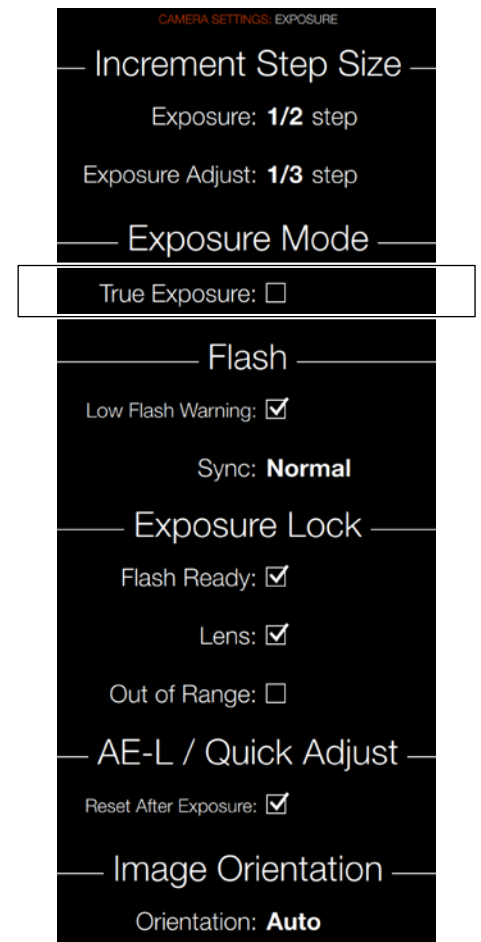 CAMERA SETTINGS: EXPOSURE
Increment Step Size
Exposure: 1/2 step
Exposure Adjust: 1/3 step
Exposure Mode
True Exposure:
Flash
Low Flash Warning:
Sync: Normal
Exposure Lock
Flash Ready:
Lens:
Out of Range:
AE-L / Quick Adjust
Reset After Exposure:
Image Orientation
Orientation: Auto